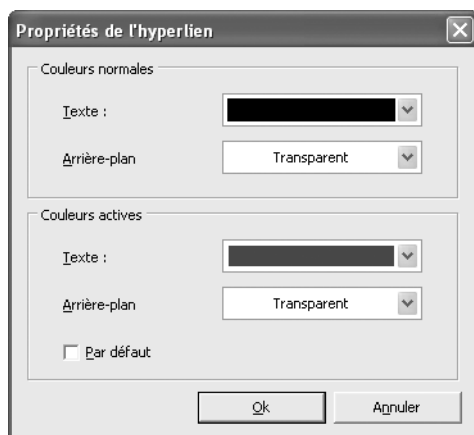 Propriétés de l'hyperlien
Couleurs normales
Texte :
Arrière-plan Transparent
Couleurs actives
Texte :
Arrière-plan Transparent
Par défaut
Ok Annuler